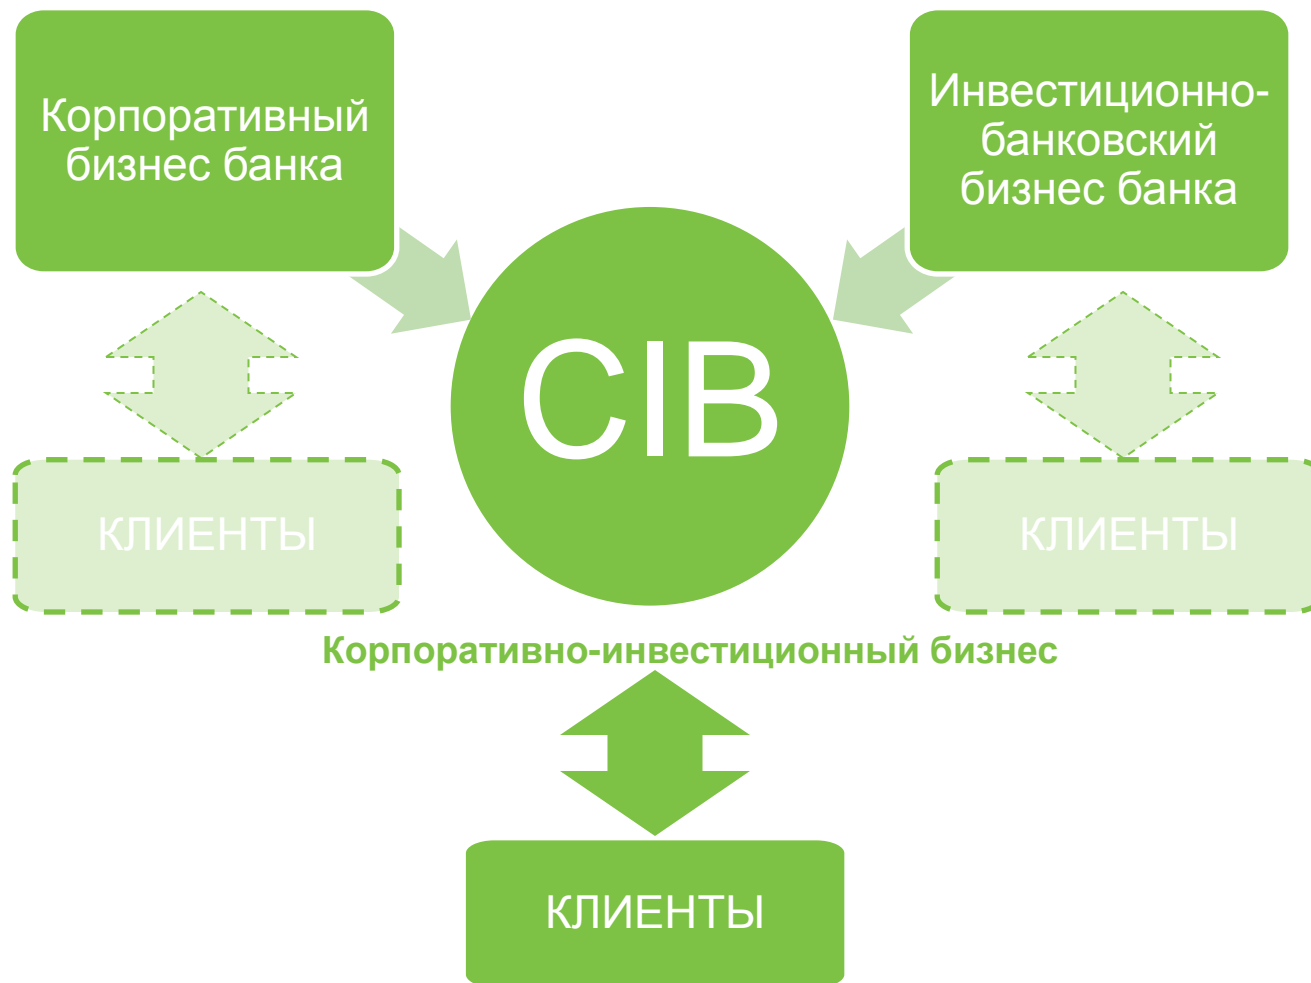 Корпоративный
бизнес банка
Инвестиционно-
банковский
бизнес банка
CIB
КЛИЕНТЫ
КЛИЕНТЫ
Корпоративно-инвестиционный бизнес
КЛИЕНТЫ